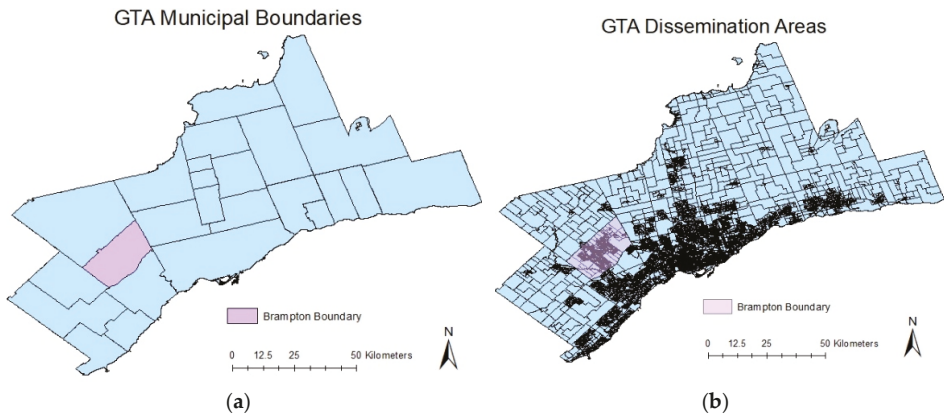 GTA Municipal Boundaries
Brampton Boundary
N
0 12.5 25 50 Kilometers
(a)
GTA Dissemination Areas
Brampton Boundary
N
0 12.5 25 50 Kilometers
(b)